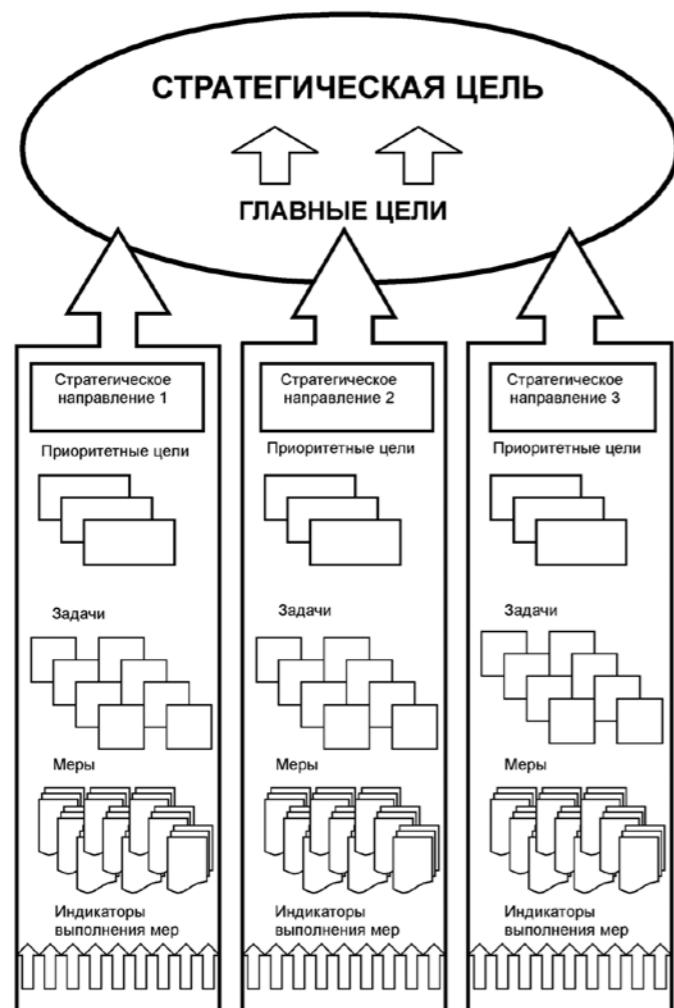 СТРАТЕГИЧЕСКАЯ ЦЕЛЬ
ГЛАВНЫЕ ЦЕЛИ
Стратегическое
направление 1
Приоритетные цели
Задачи
Меры
Индикаторы
выполнения мер
Стратегическое
направление 2
Приоритетные цели
Задачи
Меры
Индикаторы
выполнения мер
Стратегическое
направление 3
Приоритетные цели
Задачи
Меры
Индикаторы
выполнения мер